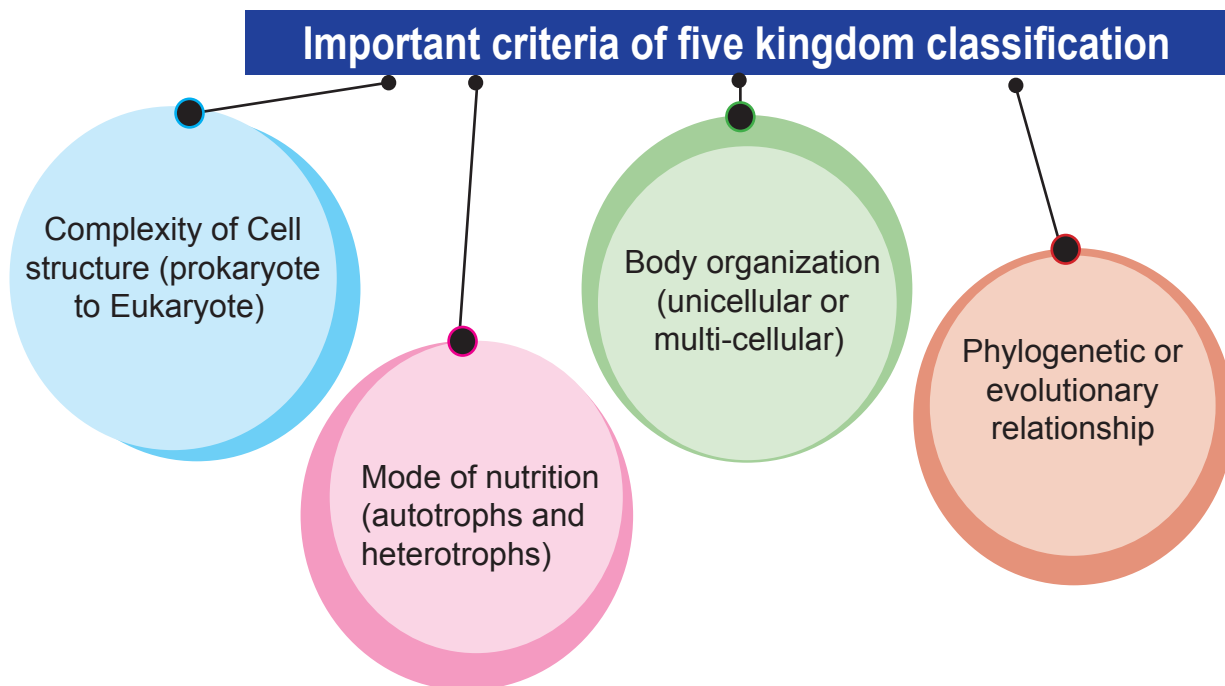 Important criteria of five kingdom classification
Complexity of Cell
structure (prokaryote
to Eukaryote)
Mode of nutrition
(autotrophs and
heterotrophs)
Body organization
(unicellular or
multi-cellular)
Phylogenetic or
evolutionary
relationship